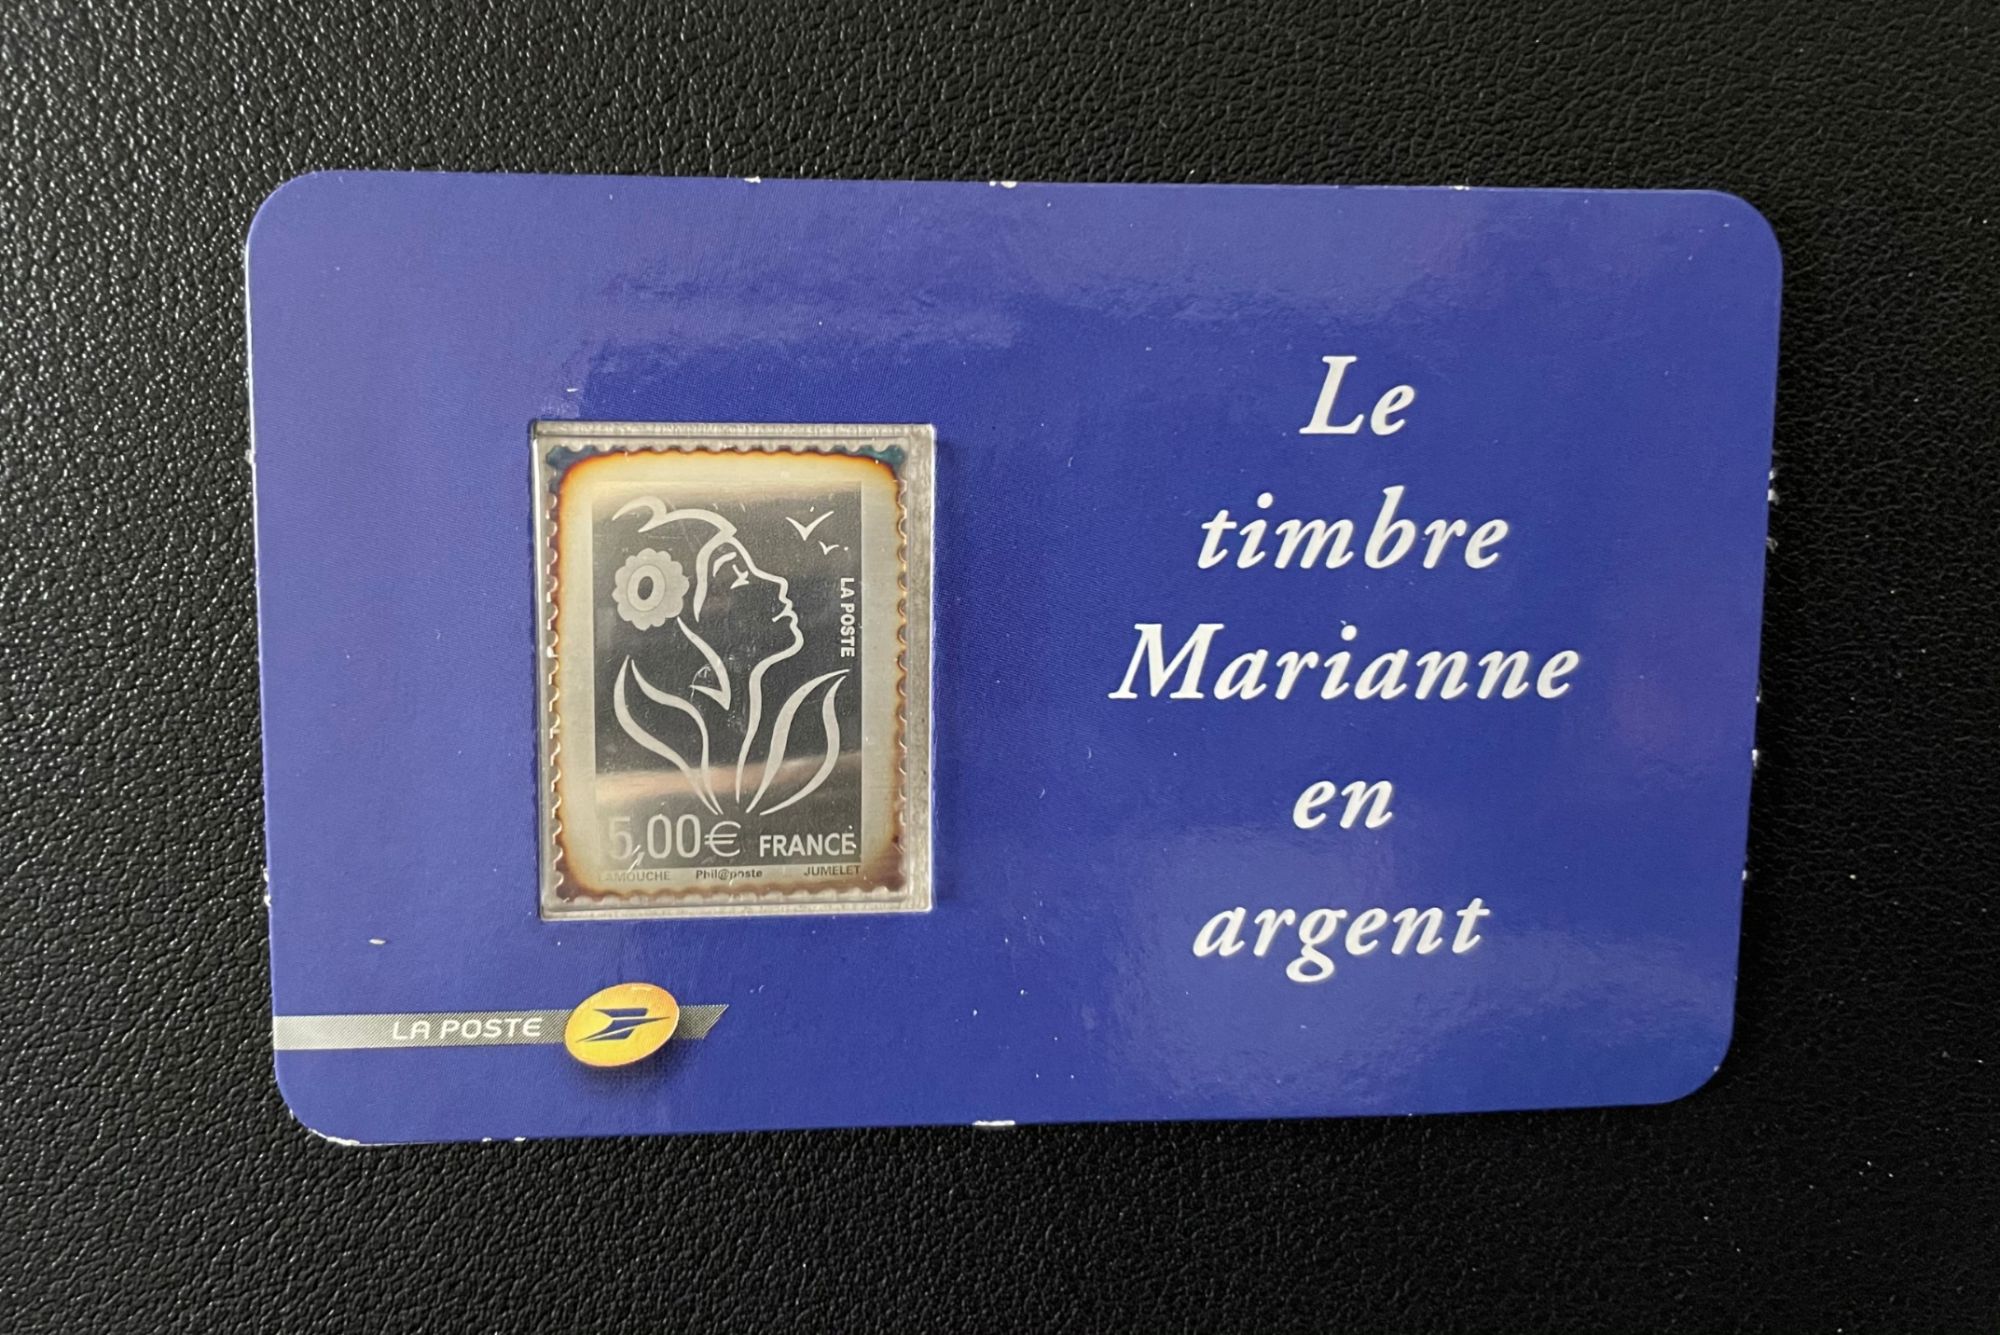 Le
timbre
Marianne
en
argent
LA POSTE
5,00€ FRANCE
LAMOUCHE Phil@poste JUMELET
LA POSTE